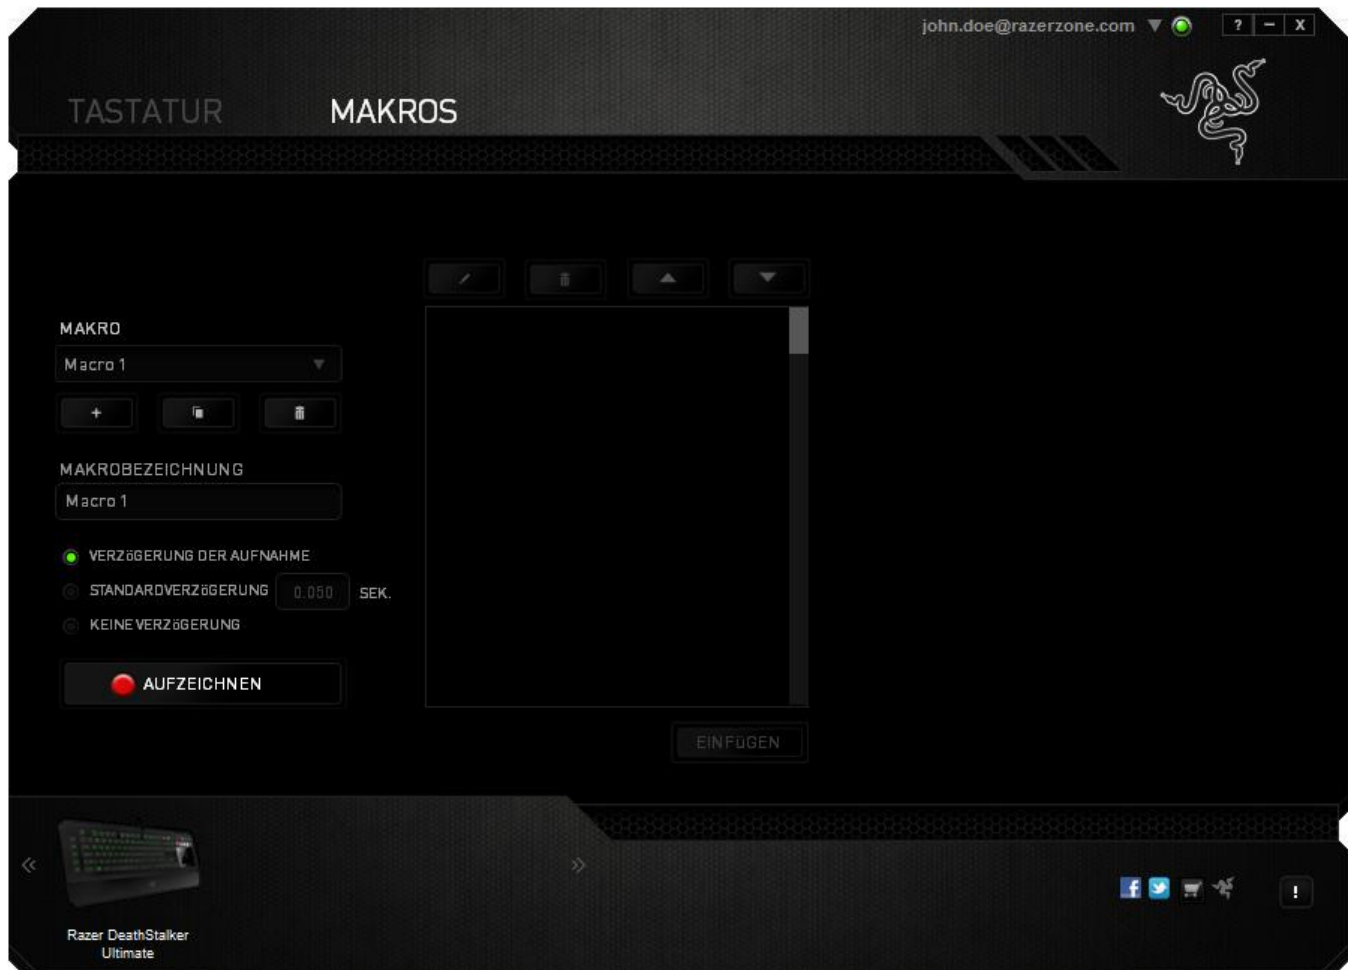 john.doe@razerzone.com
? - X
TASTATUR MAKROS
MAKRO
Macro 1
+
MAKROBEZEICHNUNG
Macro 1
VERZöGERUNG DER AUFNAHME
STANDARDVERZöGERUNG 0.050 SEK.
KEINE VERZöGERUNG
AUFZEICHNEN
EINFüGEN
«
»
f
!
Razer DeathStalker
Ultimate